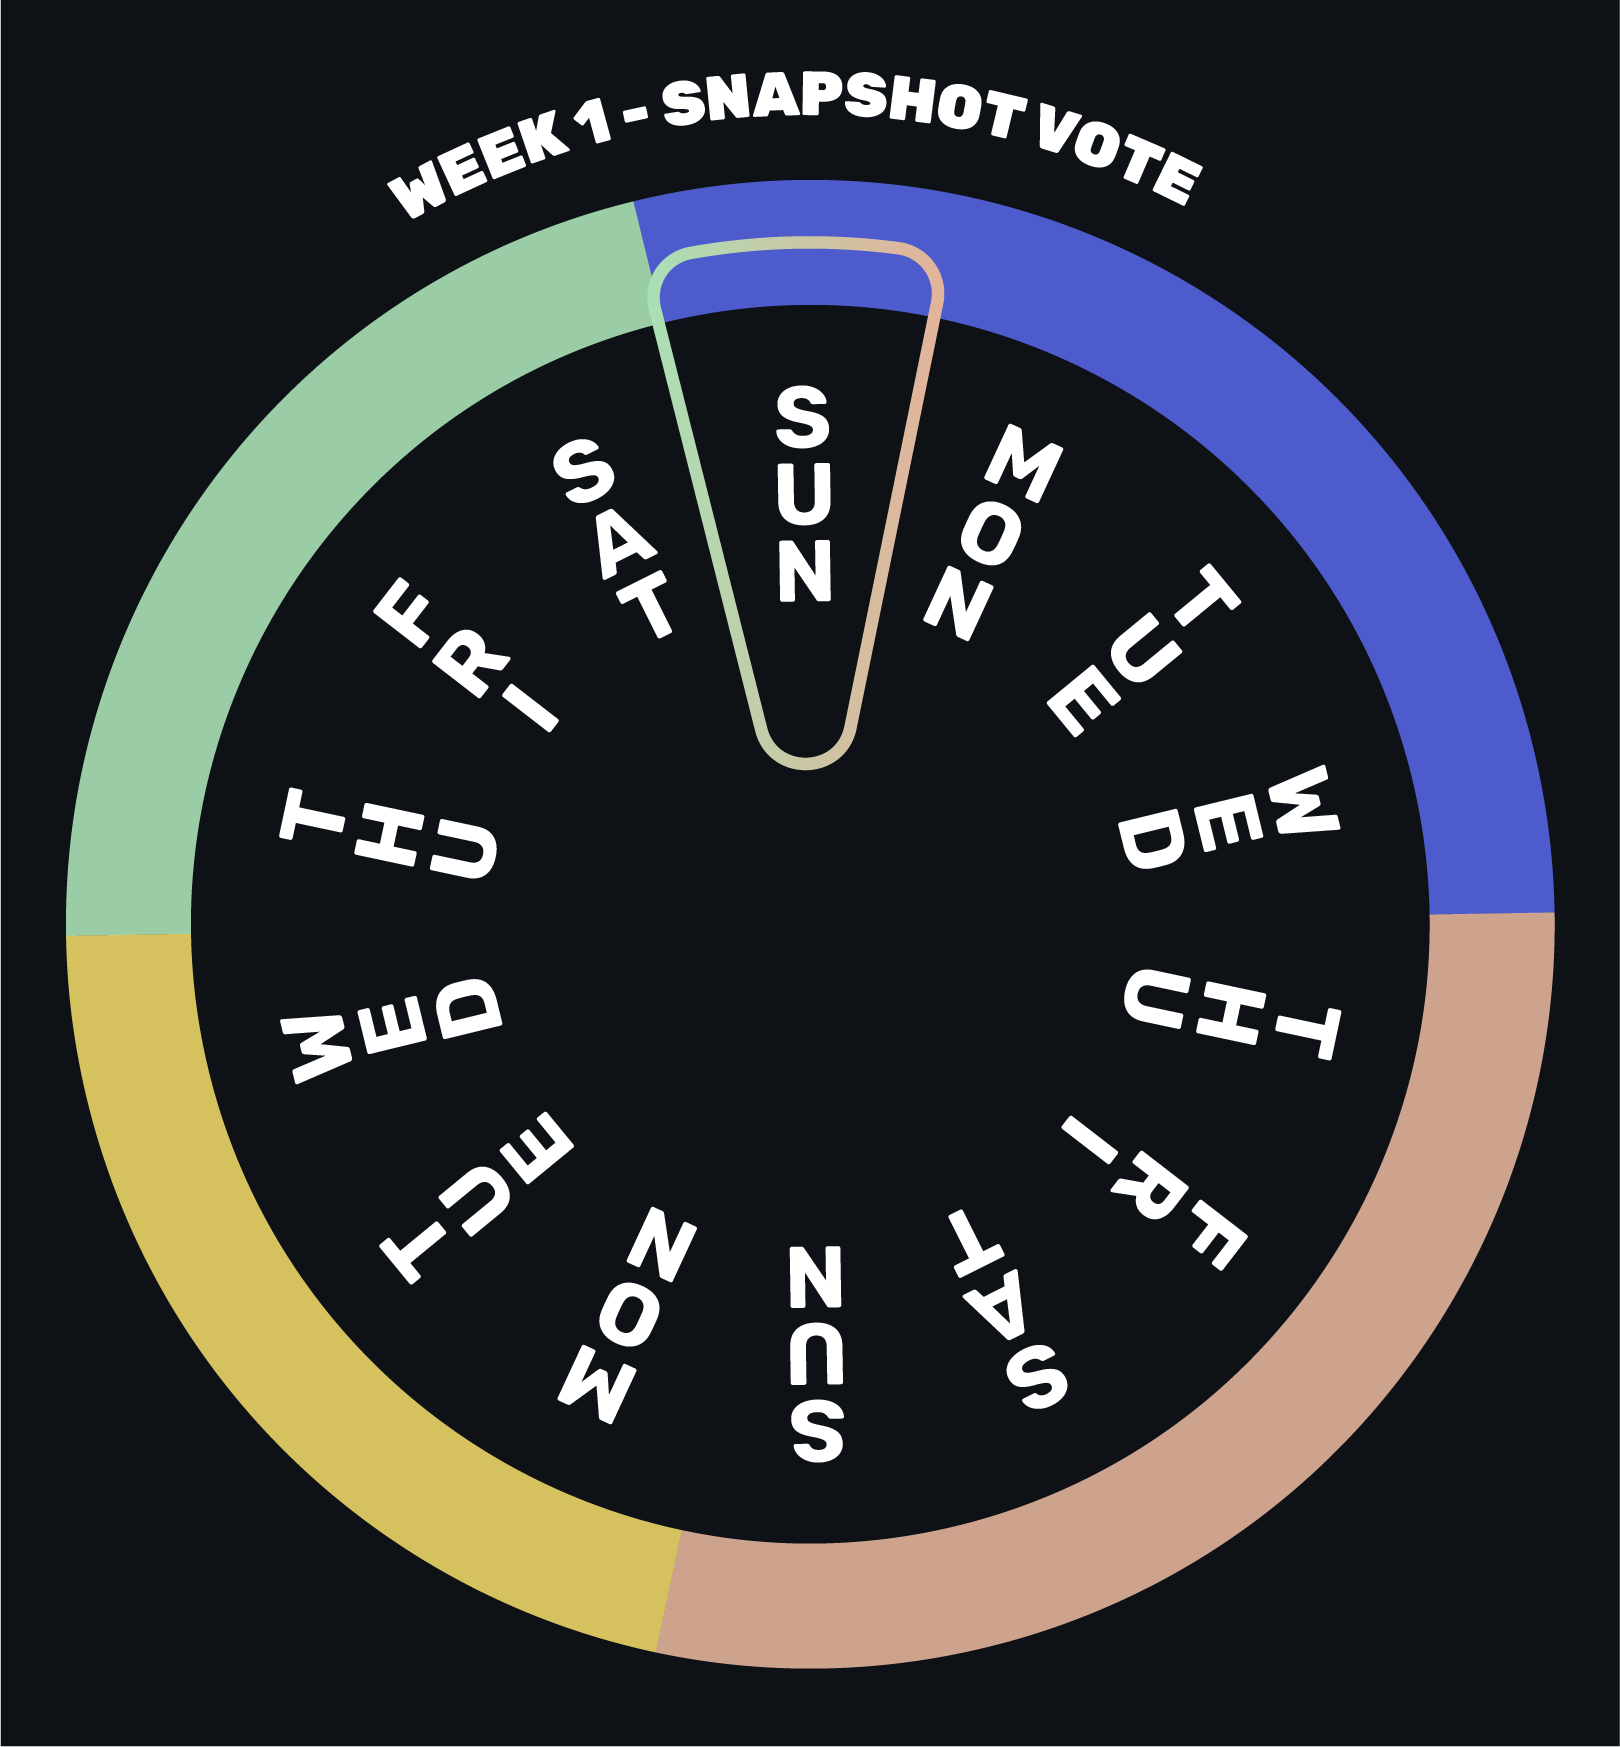 WEEK 1 - SNAPSHOT VOTE
SUN
MON
TUE
WED
THU
FRI
SAT
SUN
MON
TUE
WED
THU
FRI
SAT